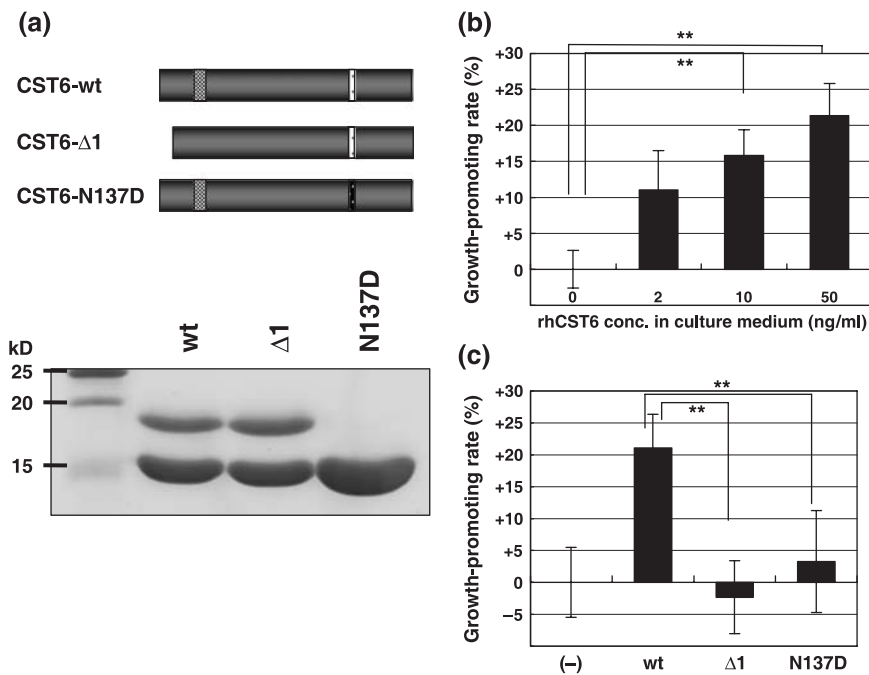 (a)
CST6-wt
CST6-Δ1
CST6-N137D
kD
wt
Δ1
N137D
25
20
15
(b)
Growth-promoting rate (%)
+30
+25
+20
+15
+10
+5
0
**
**
0 2 10 50
rhCST6 conc. in culture medium (ng/ml)
(c)
Growth-promoting rate (%)
+30
+25
+20
+15
+10
+5
0
−5
**
**
(–) wt Δ1 N137D